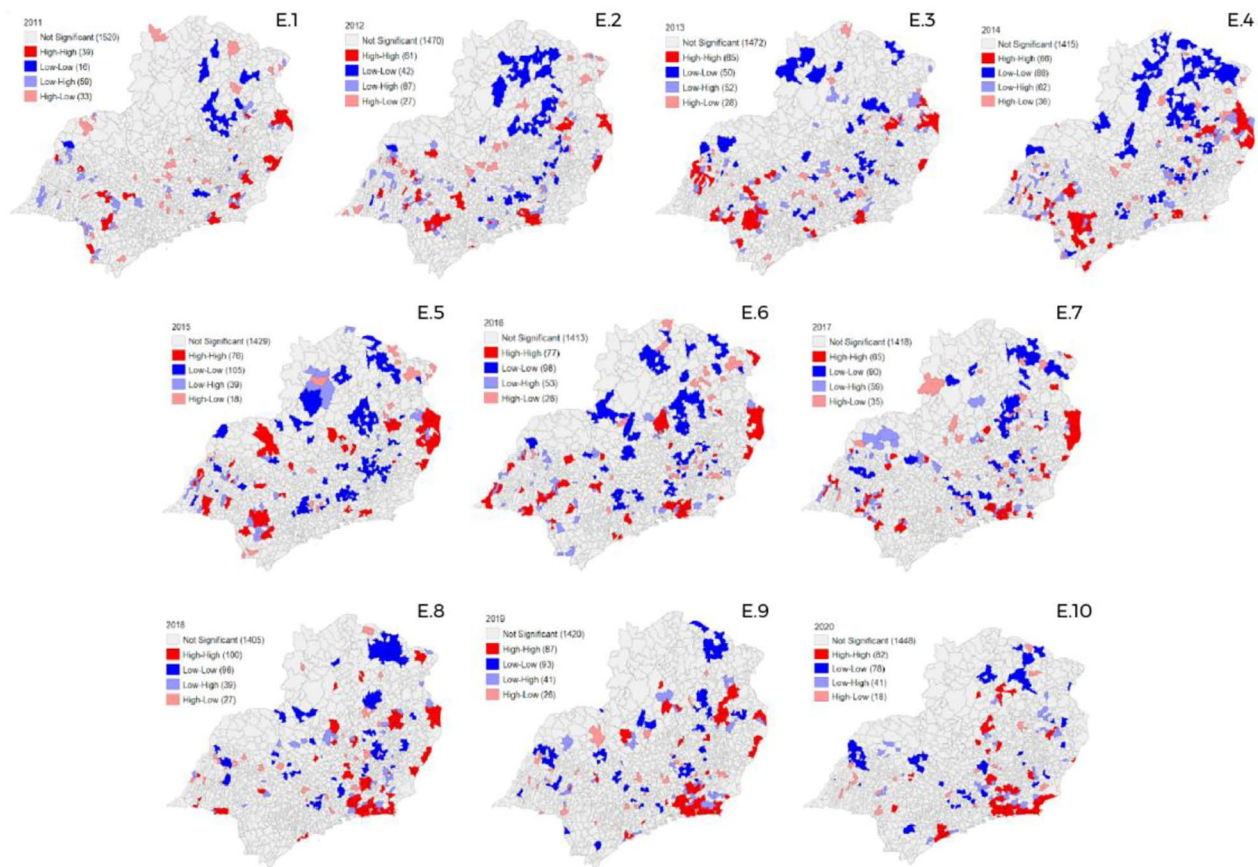 E.1
2011
Not Significant (1520)
High-High (39)
Low-Low (16)
Low-High (59)
High-Low (33)
E.2
2012
Not Significant (1470)
High-High (61)
Low-Low (42)
Low-High (67)
High-Low (27)
E.3
2013
Not Significant (1472)
High-High (65)
Low-Low (50)
Low-High (52)
High-Low (28)
E.4
2014
Not Significant (1415)
High-High
Low-Low
Low-High (62)
High-Low (36)
E.5
2015
Not Significant (1429)
High-High (76)
Low-Low (105)
Low-High (39)
High-Low (18)
E.6
2016
Not Significant (1413)
High-High (77)
Low-Low (98)
Low-High (53)
High-Low (26)
E.7
2017
Not Significant (1418)
High-High (65)
Low-Low (90)
Low-High (59)
High-Low (35)
E.8
2018
Not Significant (1405)
High-High (100)
Low-Low (96)
Low-High (39)
High-Low (27)
E.9
2019
Not Significant (1420)
High-High (87)
Low-Low (93)
Low-High (41)
High-Low (26)
E.10
2020
Not Significant (1448)
High-High (82)
Low-Low (78)
Low-High (41)
High-Low (18)